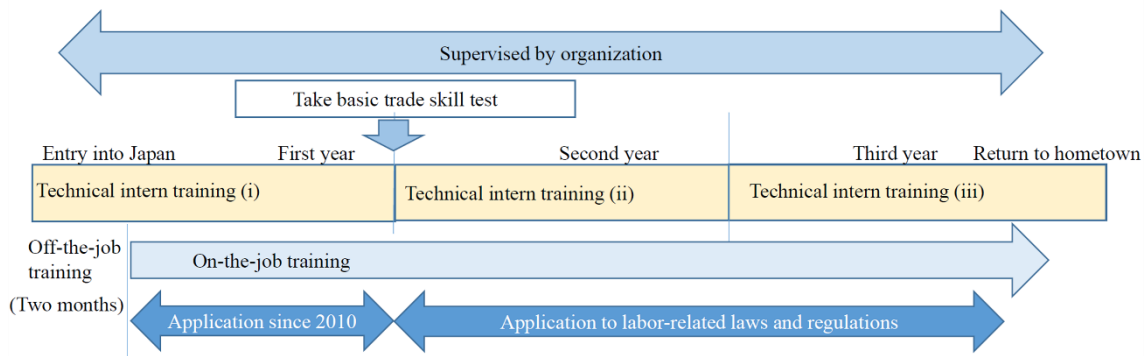 Supervised by organization
Take basic trade skill test
Entry into Japan
First year
Second year
Third year
Return to hometown
Technical intern training (i)
Technical intern training (ii)
Technical intern training (iii)
Off-the-job
training
(Two months)
On-the-job training
Application since 2010
Application to labor-related laws and regulations